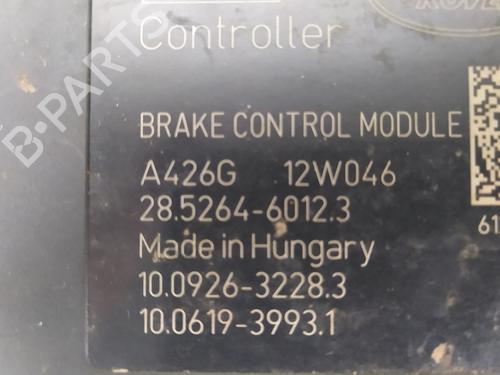 Controller
BRAKE CONTROL MODULE
A426G 12W046
28.5264-6012.3
Made in Hungary
10.0926-3228.3
10.0619-3993.1